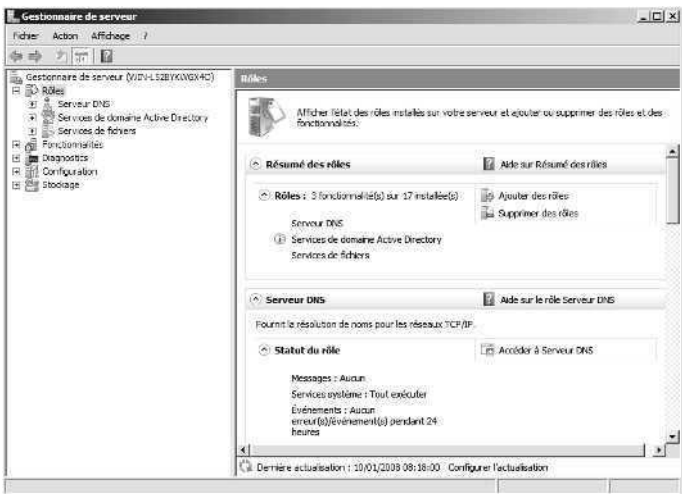 Gestionnaire de serveur
Fichier Action Affichage ?
Gestionnaire de serveur (WIN-LS2BYKWGX4O)
Rôles
Serveur DNS
Services de domaine Active Directory
Services de fichiers
Fonctionnalités
Diagnostics
Configuration
Stockage
Rôles
Afficher l'état des rôles installés sur votre serveur et ajouter ou supprimer des rôles et des
fonctionnalités.
Résumé des rôles
Aide sur Résumé des rôles
Rôles : 3 fonctionnalité(s) sur 17 installée(s)
Ajouter des rôles
Supprimer des rôles
Serveur DNS
Services de domaine Active Directory
Services de fichiers
Serveur DNS
Aide sur le rôle Serveur DNS
Fournit la résolution de noms pour les réseaux TCP/IP.
Statut du rôle
Accéder à Serveur DNS
Messages : Aucun
Services système : Tout exécuter
Événements : Aucun
erreur(s)/événement(s) pendant 24
heures
Dernière actualisation : 10/01/2008 08:18:00 Configurer l'actualisation